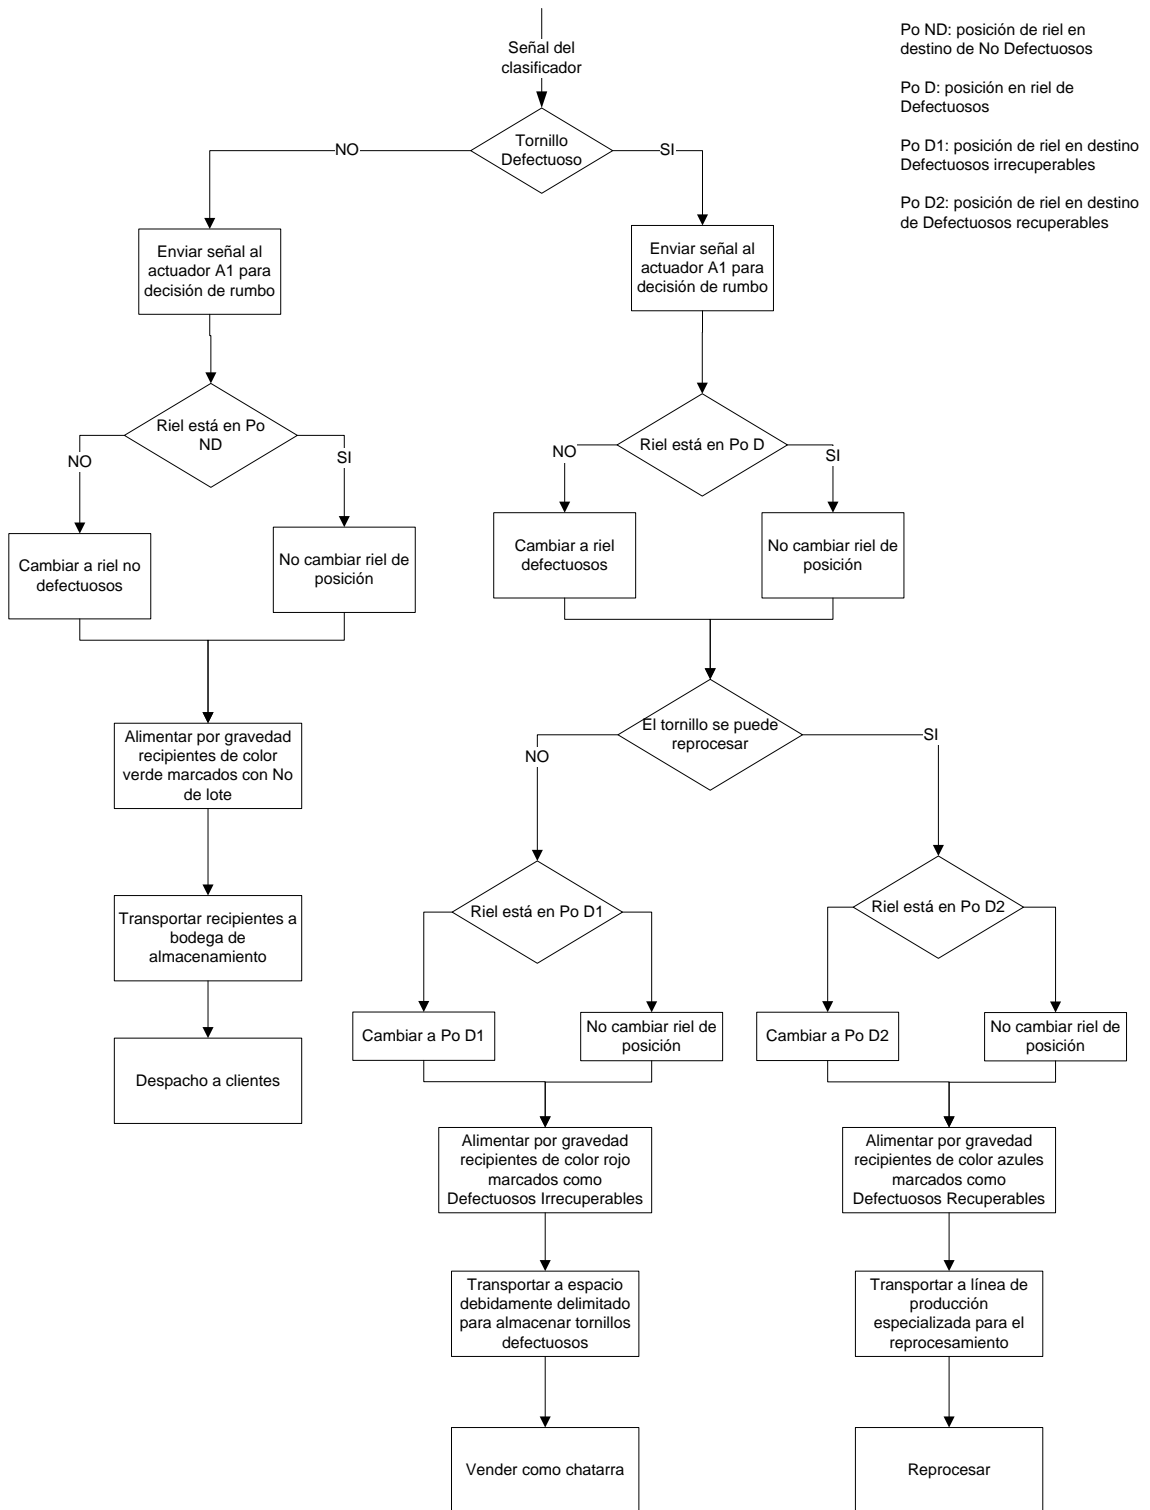 Señal del
clasificador
Po ND: posición de riel en
destino de No Defectuosos
Po D: posición en riel de
Defectuosos
Po D1: posición de riel en destino
Defectuosos irrecuperables
Po D2: posición de riel en destino
de Defectuosos recuperables
Tornillo
Defectuoso
NO
SI
Enviar señal al
actuador A1 para
decisión de rumbo
Enviar señal al
actuador A1 para
decisión de rumbo
Riel está en Po
ND
NO
SI
Riel está en Po D
NO
SI
Cambiar a riel no
defectuosos
No cambiar riel de
posición
Cambiar a riel
defectuosos
No cambiar riel de
posición
Alimentar por gravedad
recipientes de color
verde marcados con No
de lote
El tornillo se puede
reprocesar
NO
SI
Transportar recipientes a
bodega de
almacenamiento
Riel está en Po D1
Riel está en Po D2
Despacho a clientes
Cambiar a Po D1
No cambiar riel de
posición
Cambiar a Po D2
No cambiar riel de
posición
Alimentar por gravedad
recipientes de color rojo
marcados como
Defectuosos Irrecuperables
Alimentar por gravedad
recipientes de color azules
marcados como
Defectuosos Recuperables
Transportar a espacio
debidamente delimitado
para almacenar tornillos
defectuosos
Transportar a línea de
producción
especializada para el
reprocesamiento
Vender como chatarra
Reprocesar